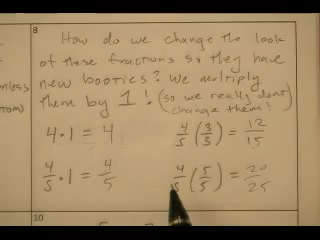 8
How do we change the look
of these fractions so they have
new booties? We multiply
them by 1! (so we really don't
change them!)
4·1 = 4
4/5 (3/3) = 12/15
4/5 · 1 = 4/5
4/5 (5/5) = 20/25
10